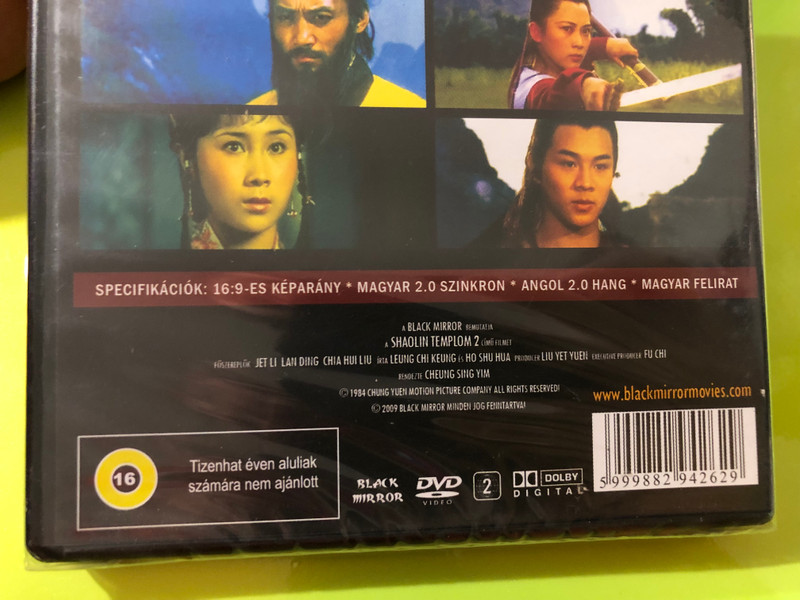 SPECIFIKÁCIÓK: 16:9-ES KÉPARÁNY * MAGYAR 2.0 SZINKRON * ANGOL 2.0 HANG * MAGYAR FELIRAT
A BLACK MIRROR BEMUTATJA
A SHAOLIN TEMPLOM 2 CÍMŰ FILMET
FŐSZEREPLŐK JET LI LAN DING CHIA HUI LIU ÍRTA LEUNG CHI KEUNG ÉS HO SHU HUA PRODUCER LIU YET YUEN EXECUTIVE PRODUCER FU CHI
RENDEZTE CHEUNG SING YIM
© 1984 CHUNG YUEN MOTION PICTURE COMPANY ALL RIGHTS RESERVED!
© 2009 BLACK MIRROR MINDEN JOG FENNTARTVA!
www.blackmirrormovies.com
16
Tizenhat éven aluliak
számára nem ajánlott
BLACK
MIRROR
DVD
VIDEO
2
DOLBY
DIGITAL
5999882942629